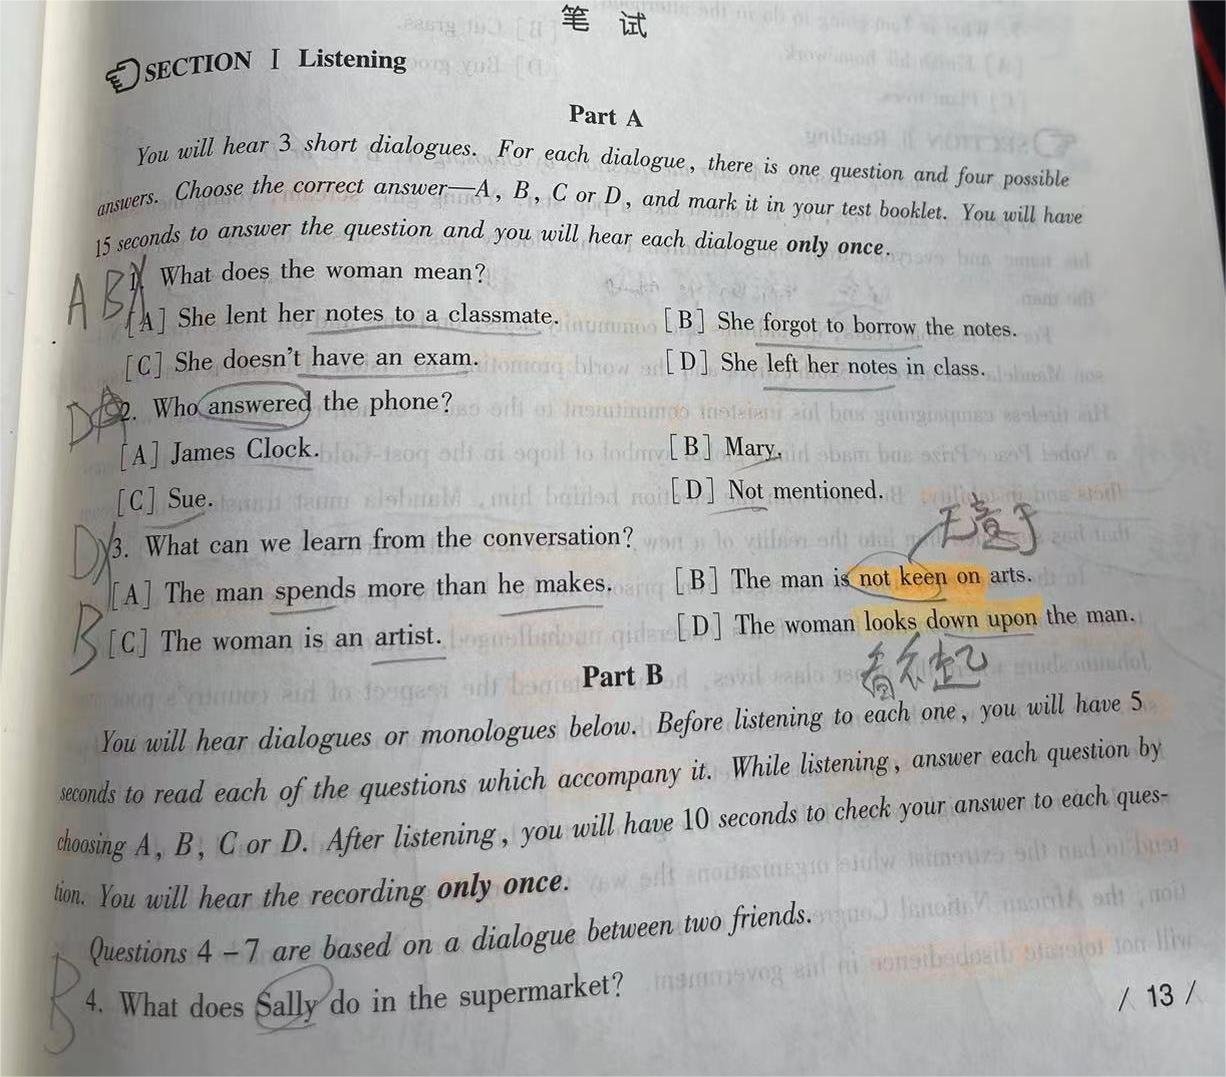 笔 试
SECTION I Listening
Part A
You will hear 3 short dialogues. For each dialogue, there is one question and four possible
answers. Choose the correct answer—A, B, C or D, and mark it in your test booklet. You will have
15 seconds to answer the question and you will hear each dialogue only once.
A B 1. What does the woman mean?
[A] She lent her notes to a classmate. [B] She forgot to borrow the notes.
[C] She doesn't have an exam. [D] She left her notes in class.
D 2. Who answered the phone?
[A] James Clock. [B] Mary.
[C] Sue. [D] Not mentioned.
无意于
D 3. What can we learn from the conversation?
[A] The man spends more than he makes. [B] The man is not keen on arts.
B [C] The woman is an artist. [D] The woman looks down upon the man.
看不起
Part B
You will hear dialogues or monologues below. Before listening to each one, you will have 5
seconds to read each of the questions which accompany it. While listening, answer each question by
choosing A, B, C or D. After listening, you will have 10 seconds to check your answer to each ques-
tion. You will hear the recording only once.
Questions 4-7 are based on a dialogue between two friends.
B 4. What does Sally do in the supermarket?
/ 13 /